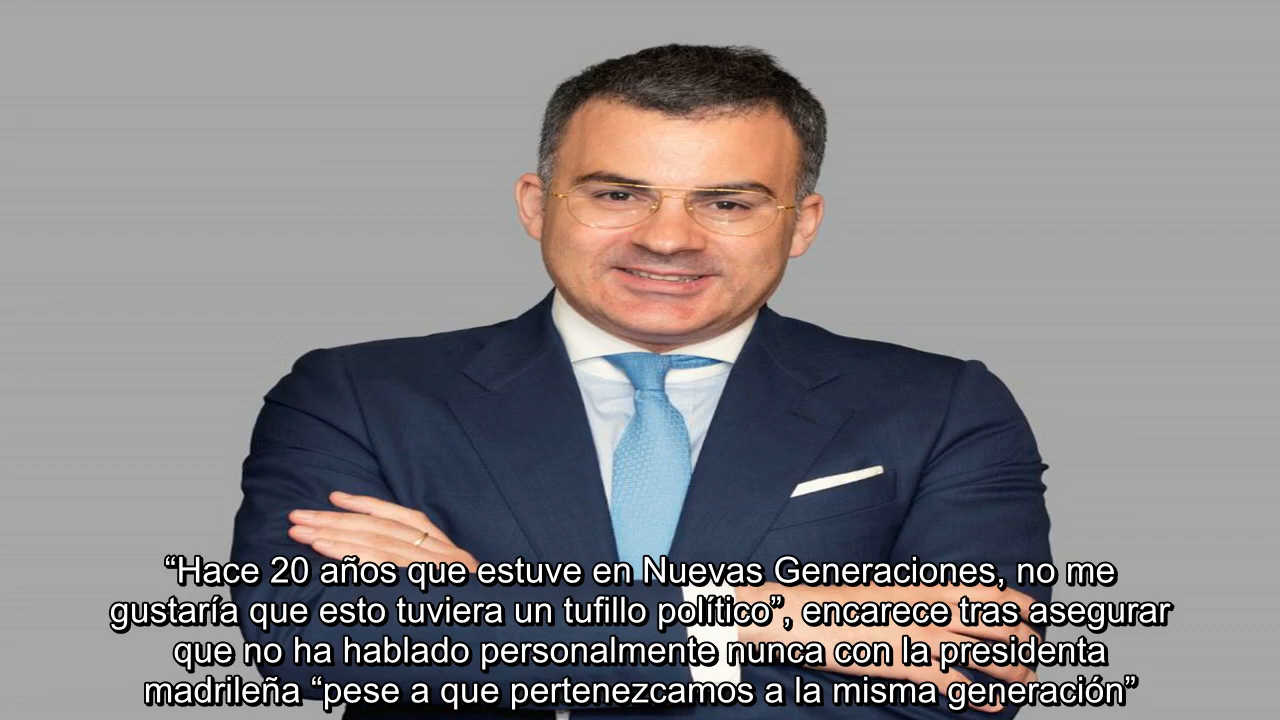 “Hace 20 años que estuve en Nuevas Generaciones, no me
gustaría que esto tuviera un tufillo político”, encarece tras asegurar
que no ha hablado personalmente nunca con la presidenta
madrileña “pese a que pertenezcamos a la misma generación”